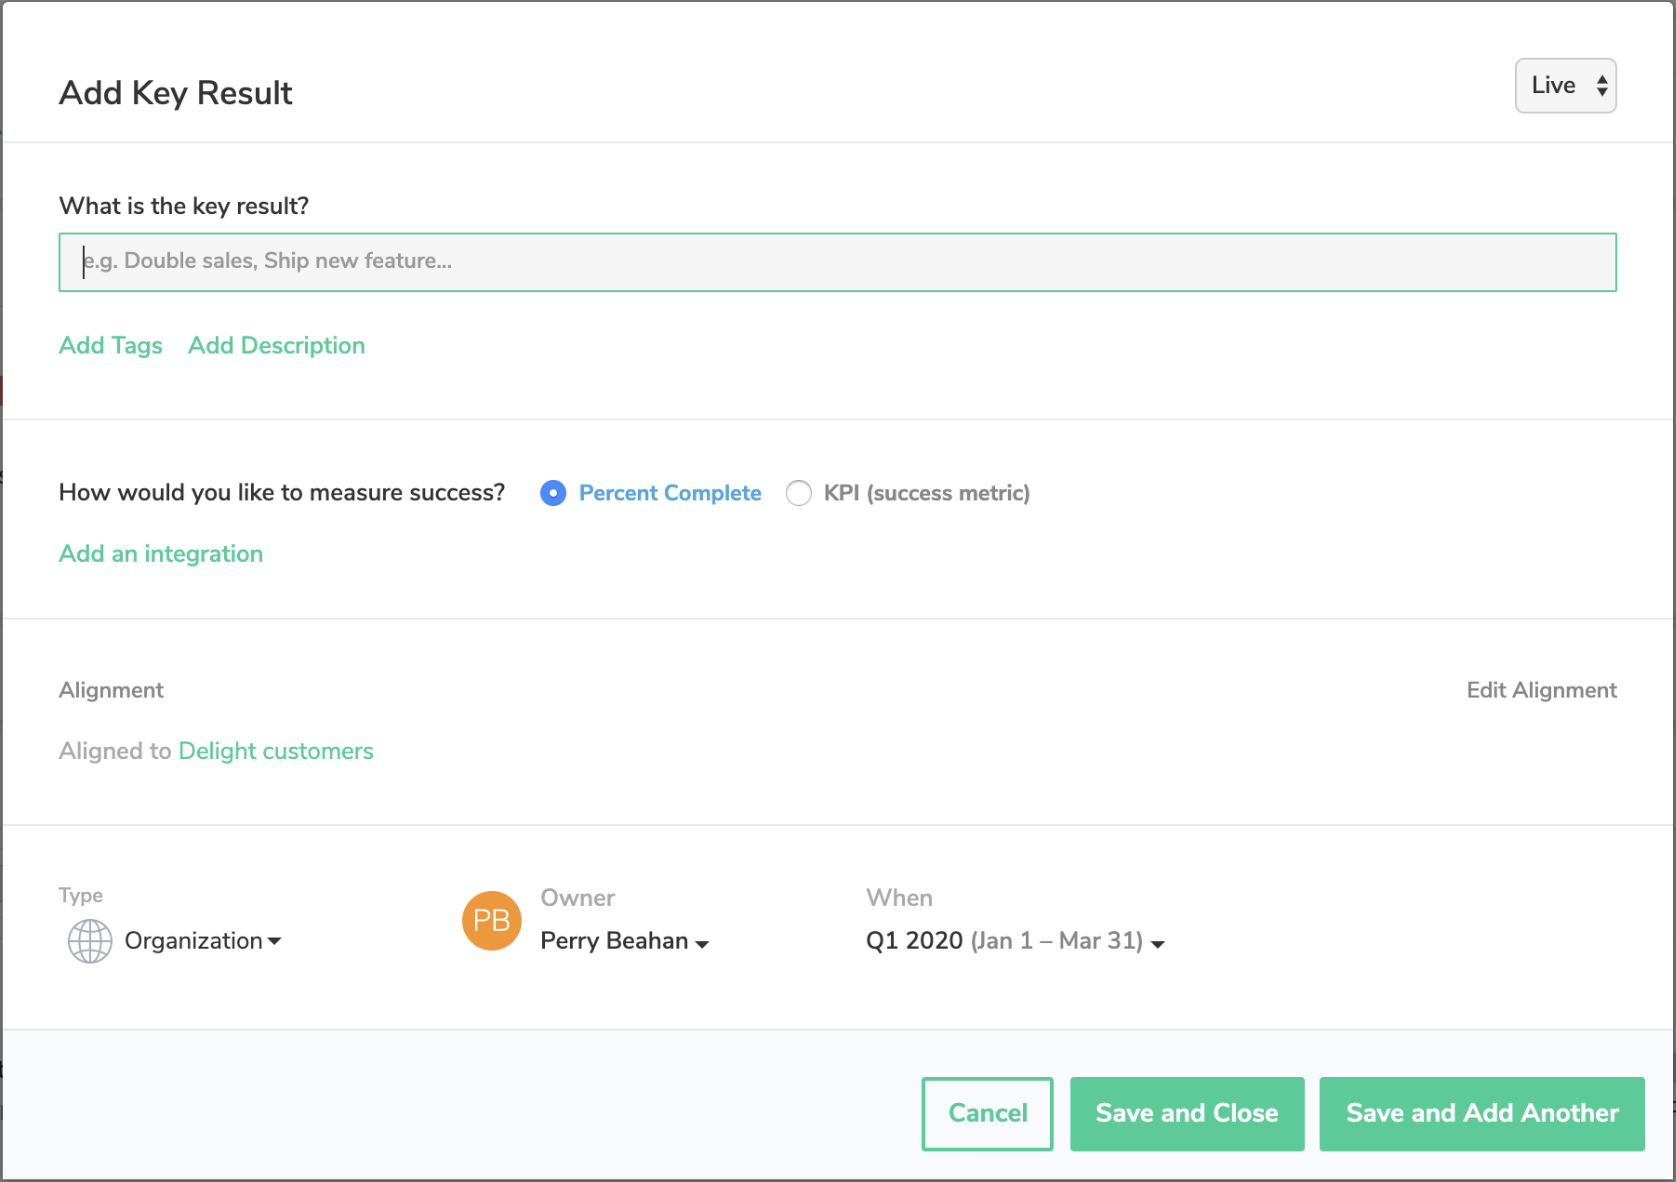 Add Key Result
Live
What is the key result?
e.g. Double sales, Ship new feature...
Add Tags Add Description
How would you like to measure success? Percent Complete KPI (success metric)
Add an integration
Alignment Edit Alignment
Aligned to Delight customers
Type Owner When
PB
Organization Perry Beahan Q1 2020 (Jan 1 – Mar 31)
Cancel Save and Close Save and Add Another